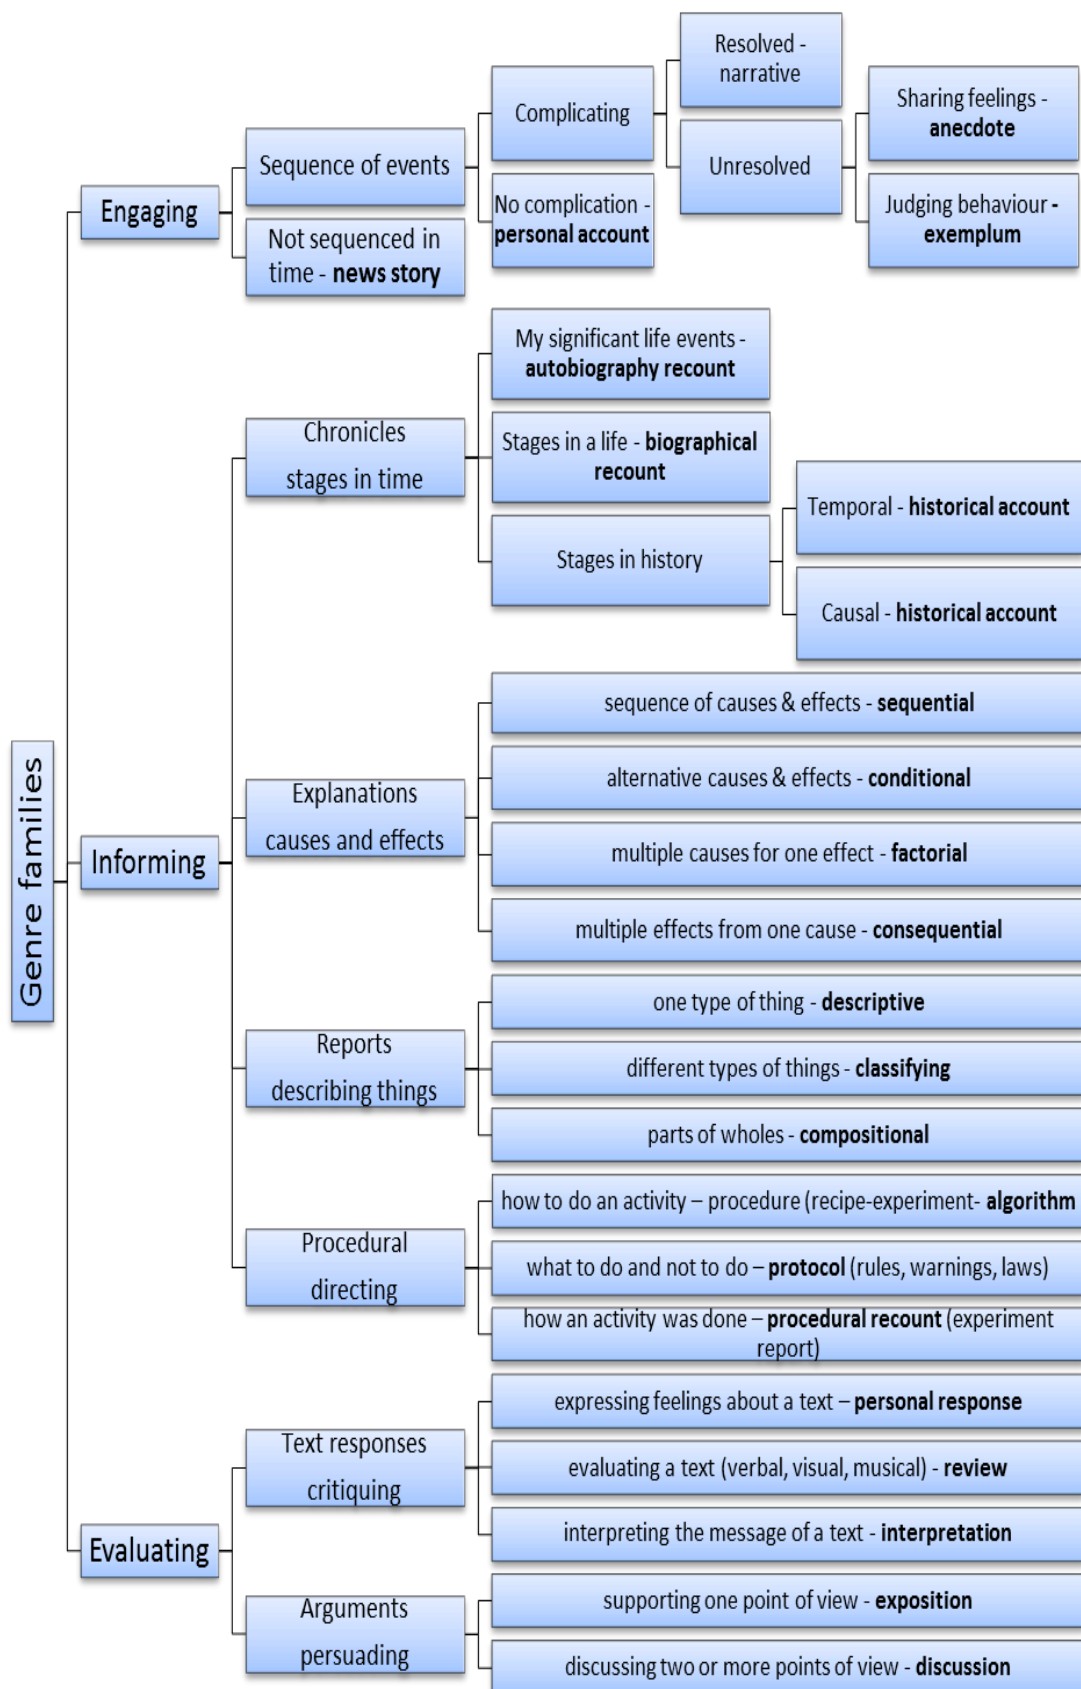 Genre families
Engaging
Sequence of events
Not sequenced in
time - news story
Complicating
No complication -
personal account
Resolved -
narrative
Unresolved
Sharing feelings -
anecdote
Judging behaviour -
exemplum
Informing
Chronicles
stages in time
My significant life events -
autobiography recount
Stages in a life - biographical
recount
Stages in history
Temporal - historical account
Causal - historical account
Explanations
causes and effects
sequence of causes & effects - sequential
alternative causes & effects - conditional
multiple causes for one effect - factorial
multiple effects from one cause - consequential
Reports
describing things
one type of thing - descriptive
different types of things - classifying
parts of wholes - compositional
Procedural
directing
how to do an activity – procedure (recipe-experiment- algorithm
what to do and not to do – protocol (rules, warnings, laws)
how an activity was done – procedural recount (experiment
report)
Evaluating
Text responses
critiquing
expressing feelings about a text – personal response
evaluating a text (verbal, visual, musical) - review
interpreting the message of a text - interpretation
Arguments
persuading
supporting one point of view - exposition
discussing two or more points of view - discussion